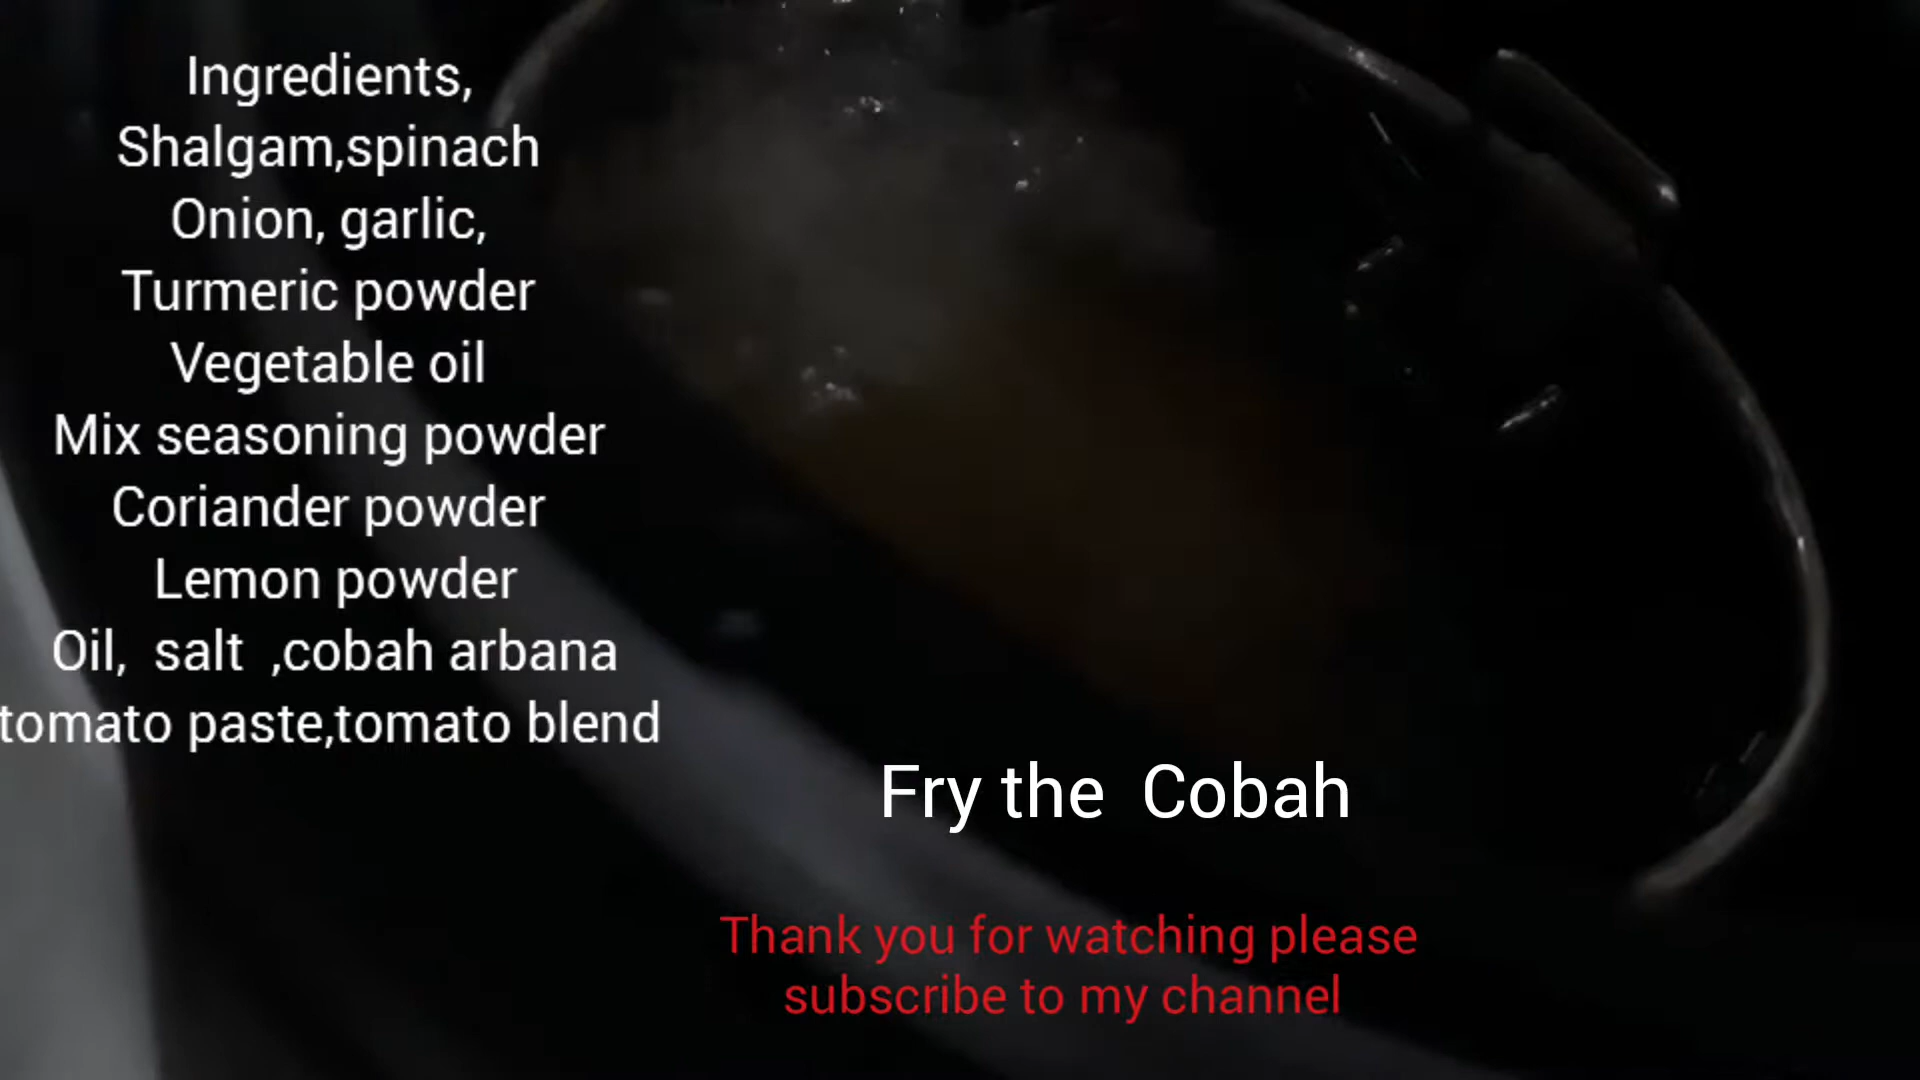 Ingredients,
Shalgam,spinach
Onion, garlic,
Turmeric powder
Vegetable oil
Mix seasoning powder
Coriander powder
Lemon powder
Oil,  salt  ,cobah arbana
tomato paste,tomato blend
Fry the  Cobah
Thank you for watching please
subscribe to my channel